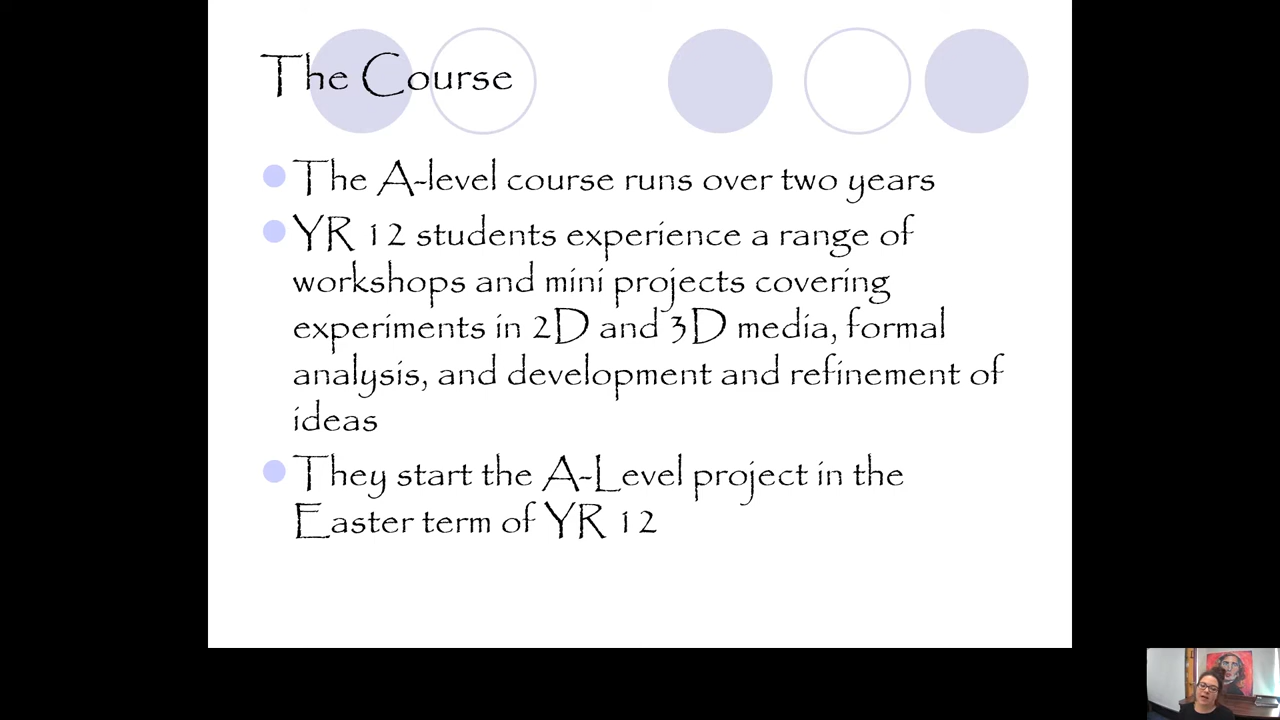 The Course
The A-level course runs over two years
YR 12 students experience a range of
workshops and mini projects covering
experiments in 2D and 3D media, formal
analysis, and development and refinement of
ideas
They start the A-Level project in the
Easter term of YR 12